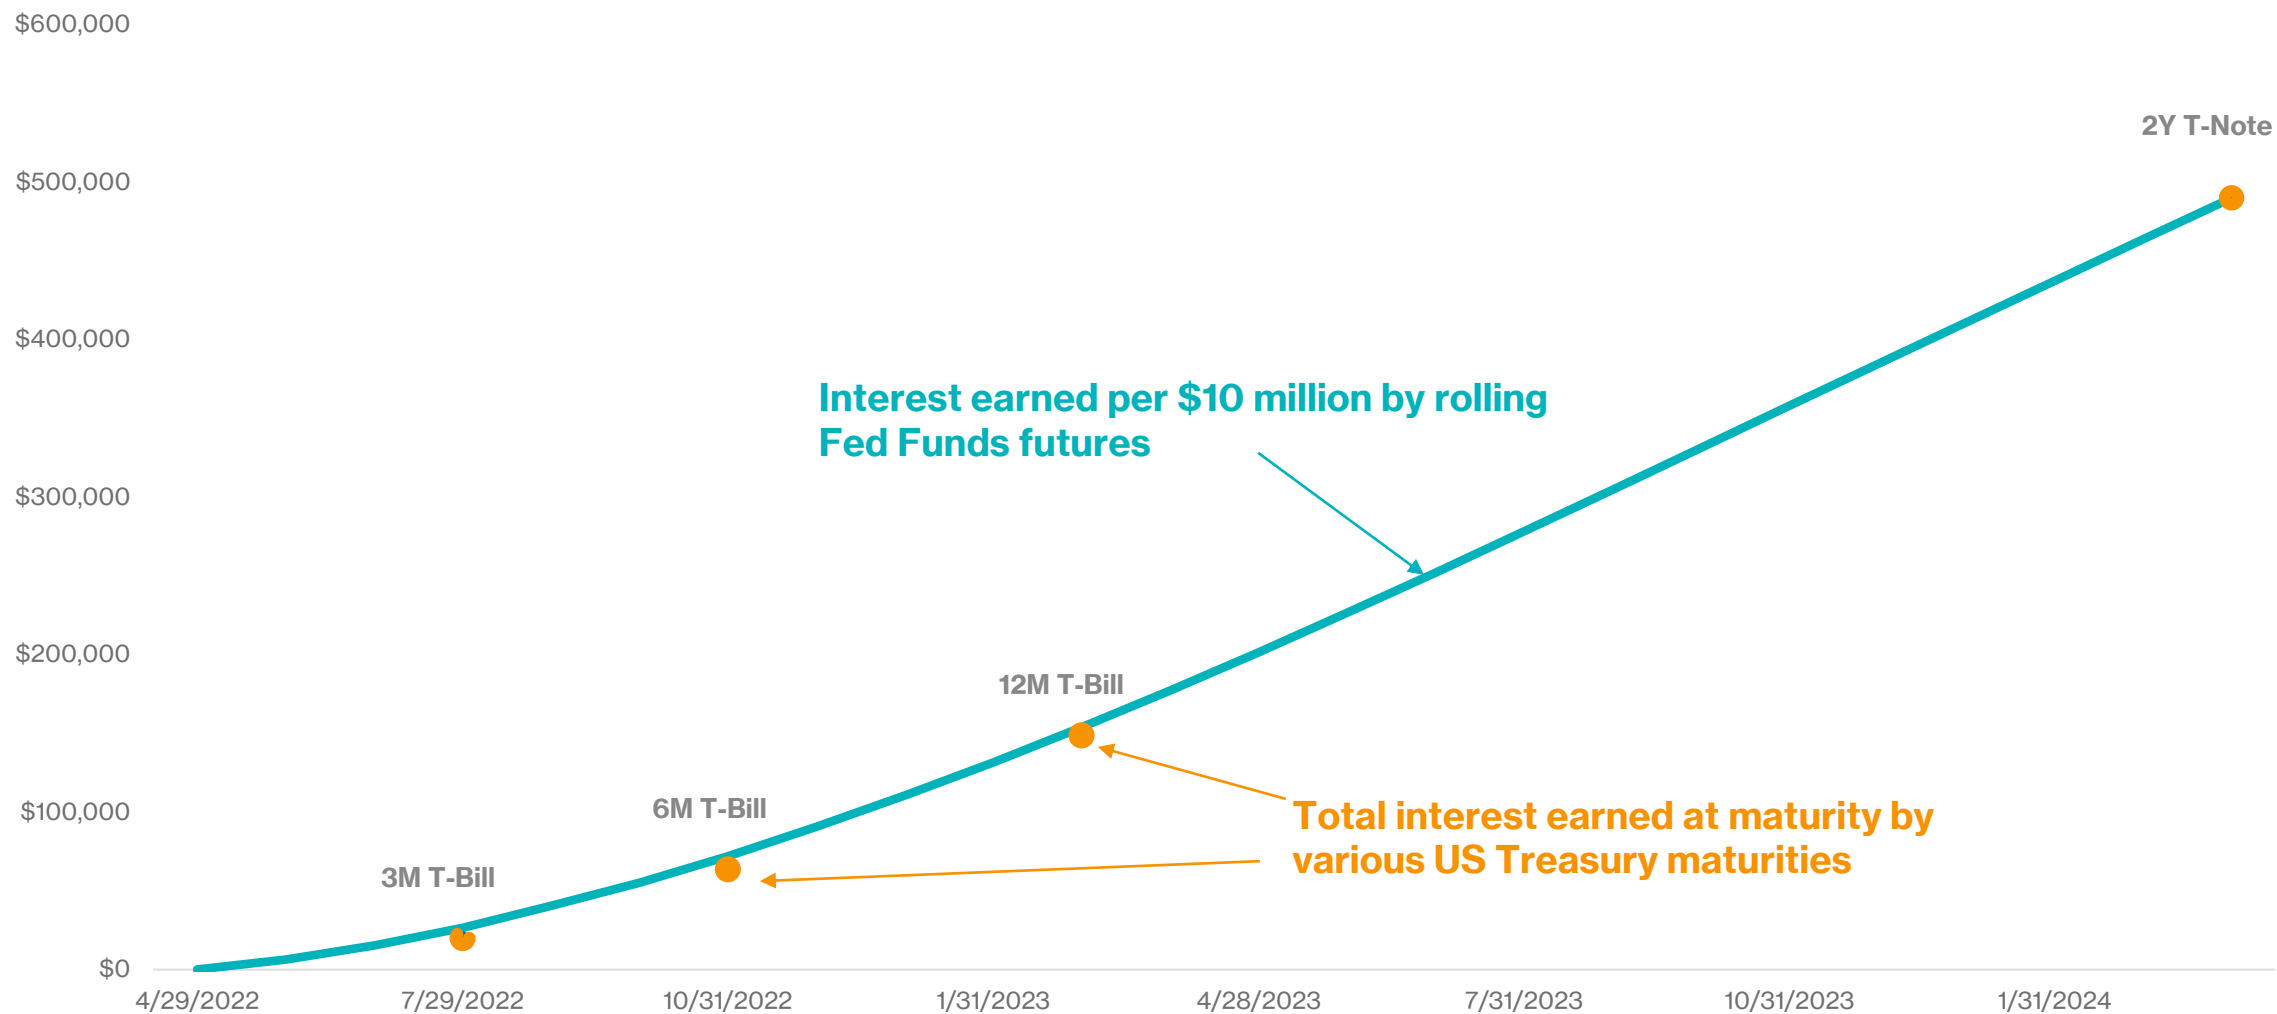 $600,000
2Y T-Note
$500,000
$400,000
Interest earned per $10 million by rolling
Fed Funds futures
$300,000
$200,000
12M T-Bill
$100,000
6M T-Bill
Total interest earned at maturity by
various US Treasury maturities
3M T-Bill
$0
4/29/2022 7/29/2022 10/31/2022 1/31/2023 4/28/2023 7/31/2023 10/31/2023 1/31/2024